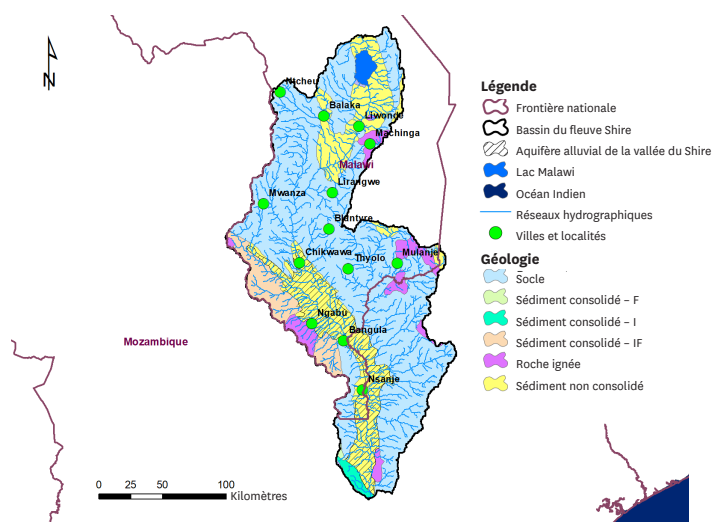 N
Ntcheu
Balaka
Liwonde
Machinga
Malawi
Lirangwe
Mwanza
Blantyre
Chikwawa
Thyolo
Mulanje
Ngabu
Bangula
Mozambique
Nsanje
0 25 50 100
Kilomètres
Légende
Frontière nationale
Bassin du fleuve Shire
Aquifère alluvial de la vallée du Shire
Lac Malawi
Océan Indien
Réseaux hydrographiques
Villes et localités
Géologie
Socle
Sédiment consolidé – F
Sédiment consolidé – I
Sédiment consolidé – IF
Roche ignée
Sédiment non consolidé